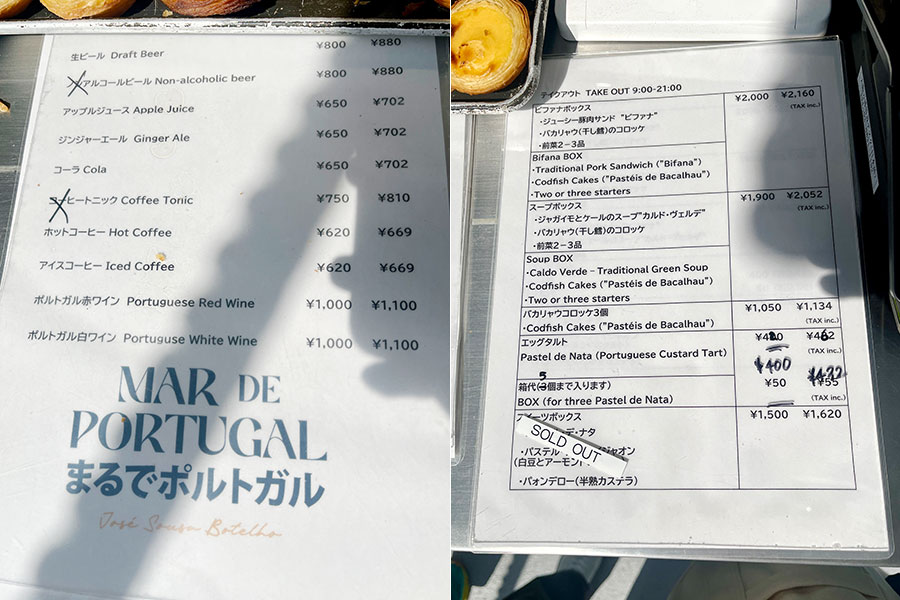 生ビール Draft Beer ¥800 ¥880
アルコールビール Non-alcoholic beer ¥800 ¥880
アップルジュース Apple Juice ¥650 ¥702
ジンジャーエール Ginger Ale ¥650 ¥702
コーラ Cola ¥650 ¥702
コーヒートニック Coffee Tonic ¥750 ¥810
ホットコーヒー Hot Coffee ¥620 ¥669
アイスコーヒー Iced Coffee ¥620 ¥669
ポルトガル赤ワイン Portuguese Red Wine ¥1,000 ¥1,100
ポルトガル白ワイン Portuguse White Wine ¥1,000 ¥1,100
MAR DE
PORTUGAL
まるでポルトガル
José Sousa Botelho
テイクアウト TAKE OUT 9:00-21:00
ビファナボックス ¥2,000 ¥2,160
・ジューシー豚肉サンド “ビファナ” (TAX inc.)
・バカリャウ(干し鱈)のコロッケ
・前菜2－3品
Bifana BOX
・Traditional Pork Sandwich ("Bifana")
・Codfish Cakes ("Pastéis de Bacalhau")
・Two or three starters
スープボックス ¥1,900 ¥2,052
・ジャガイモとケールのスープ“カルド・ヴェルデ” (TAX inc.)
・バカリャウ(干し鱈)のコロッケ
・前菜2－3品
Soup BOX
・Caldo Verde – Traditional Green Soup
・Codfish Cakes ("Pastéis de Bacalhau")
・Two or three starters
バカリャウコロッケ3個 ¥1,050 ¥1,134
・Codfish Cakes ("Pastéis de Bacalhau") (TAX inc.)
エッグタルト
Pastel de Nata (Portuguese Custard Tart) (TAX inc.)
¥400
5
箱代(個まで入ります) ¥50 ¥55
BOX (for three Pastel de Nata) (TAX inc.)
ボックス ¥1,500 ¥1,620
デ・ナタ
SOLD OUT
・パステル ジャオン
(白豆とアーモンド
・パォンデロー(半熟カステラ)